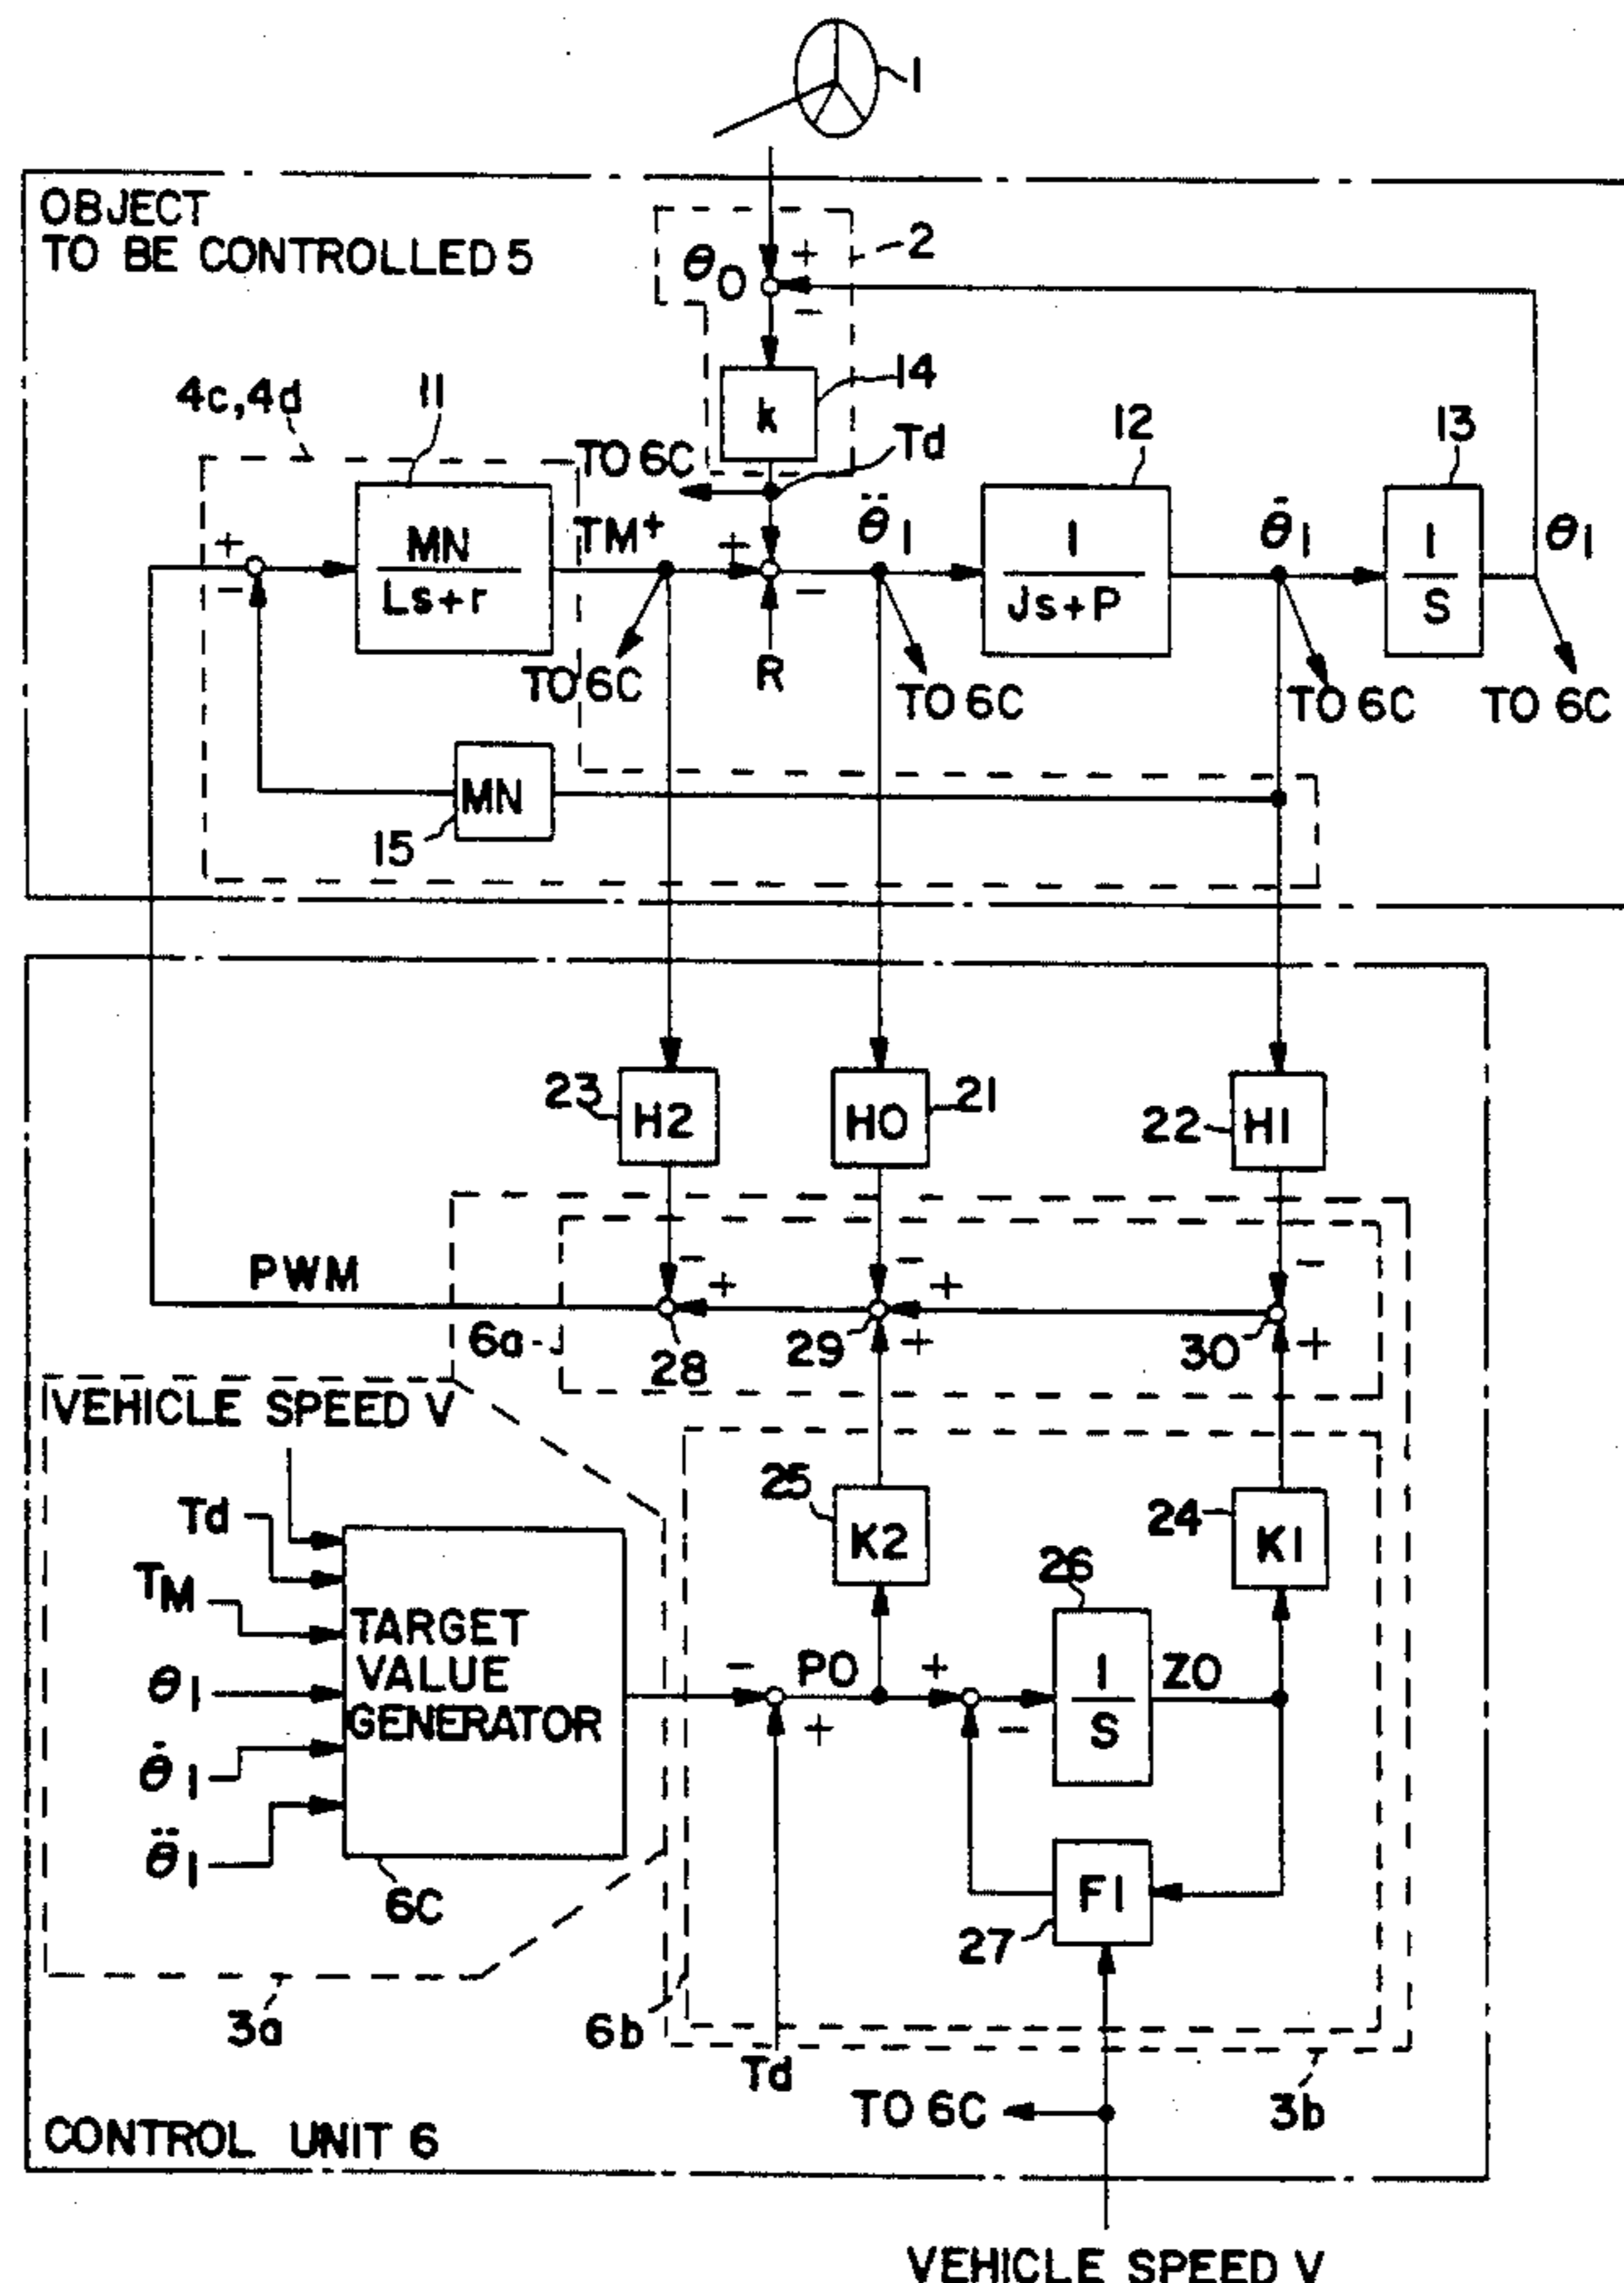 1
OBJECT
TO BE CONTROLLED 5
θ0
+
2
−
4c,4d
11
k
14
TO 6C
Td
12
13
+
−
MN
Ls+r
TM+
+
−
θ̈1
1
Js+P
θ̇1
1
S
θ1
TO 6C
R
TO 6C
TO 6C
TO 6C
MN
15
23
H2
H0
21
22
H1
PWM
−
+
−
+
−
6a
28
29
+
30
+
VEHICLE SPEED V
25
K2
24
K1
Td
TM
θ1
θ̇1
θ̈1
TARGET
VALUE
GENERATOR
6C
−
P0
+
+
−
26
1
S
Z0
F1
27
3a
6b
Td
TO 6C
3b
CONTROL UNIT 6
VEHICLE SPEED V